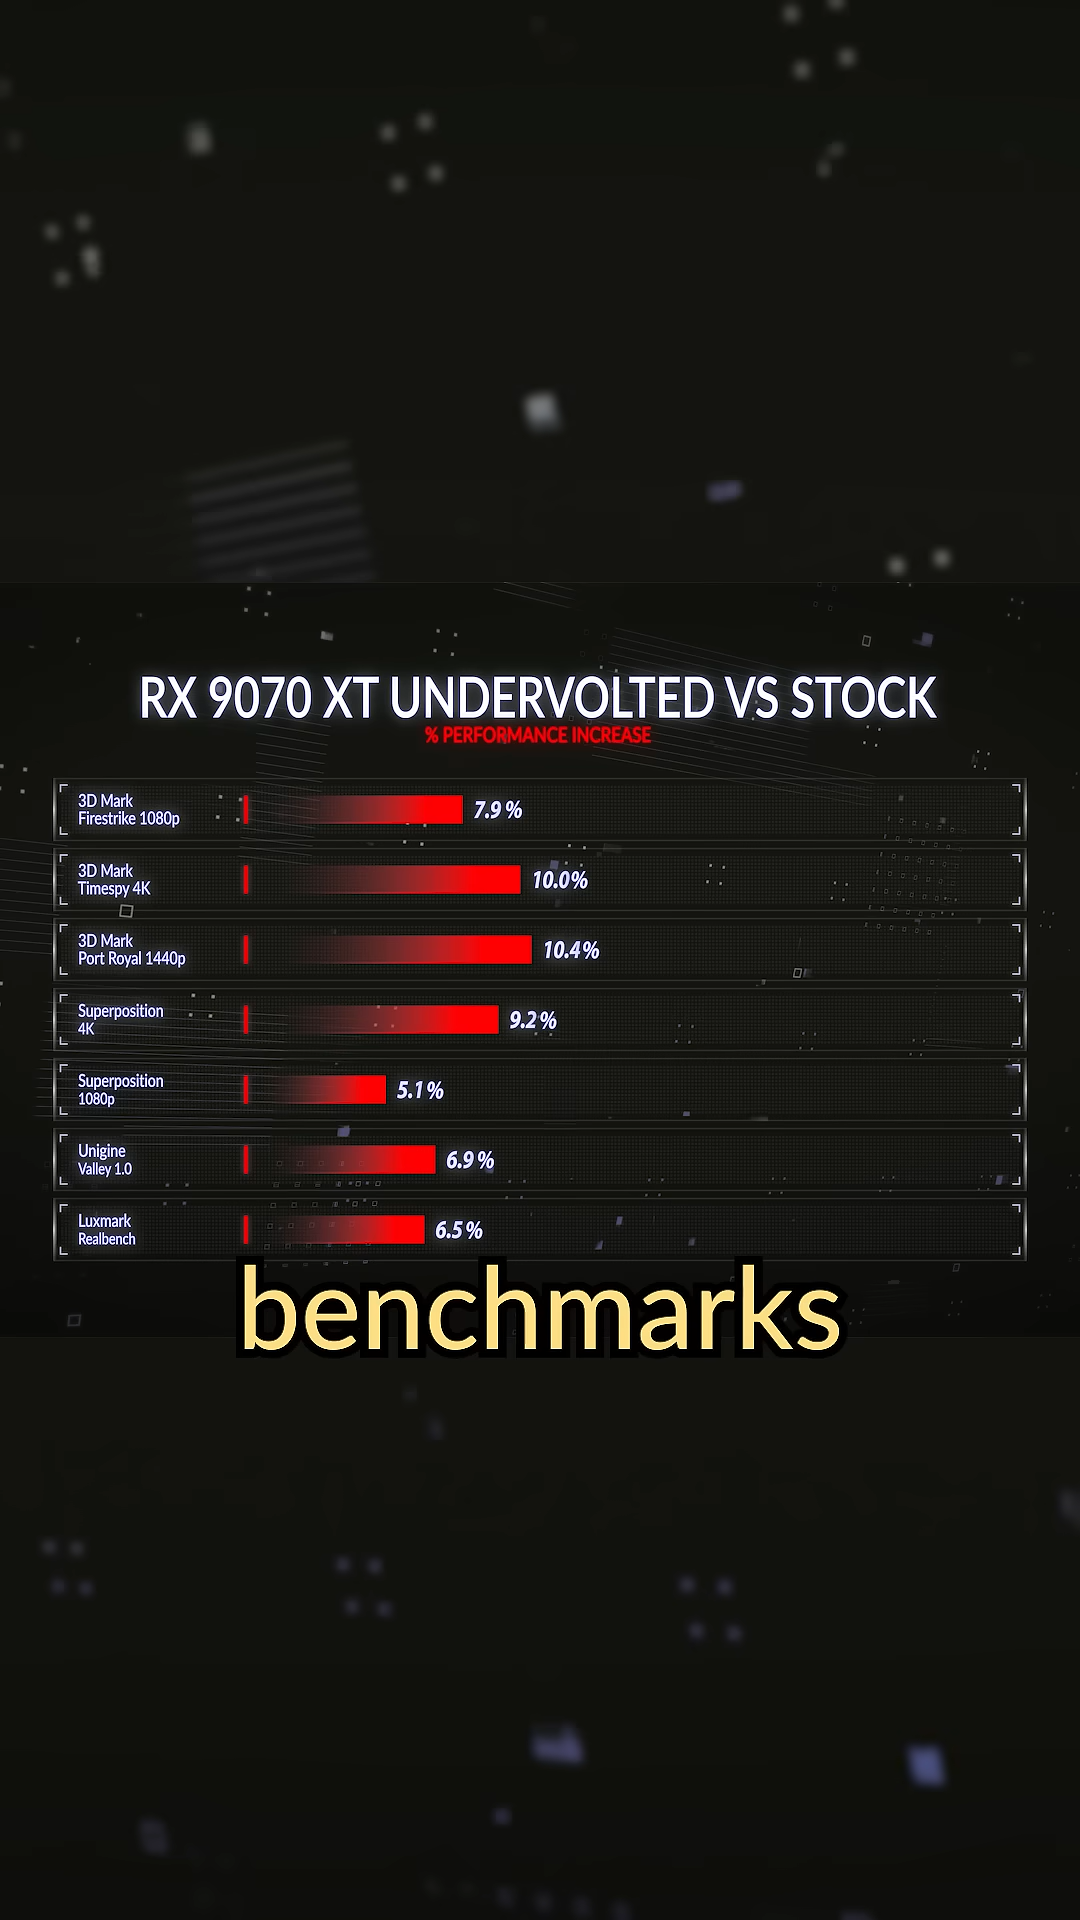 RX 9070 XT UNDERVOLTED VS STOCK
% PERFORMANCE INCREASE
3D Mark
Firestrike 1080p
7.9%
3D Mark
Timespy 4K
10.0%
3D Mark
Port Royal 1440p
10.4%
Superposition
4K
9.2%
Superposition
1080p
5.1%
Unigine
Valley 1.0
6.9%
Luxmark
Realbench
6.5%
benchmarks